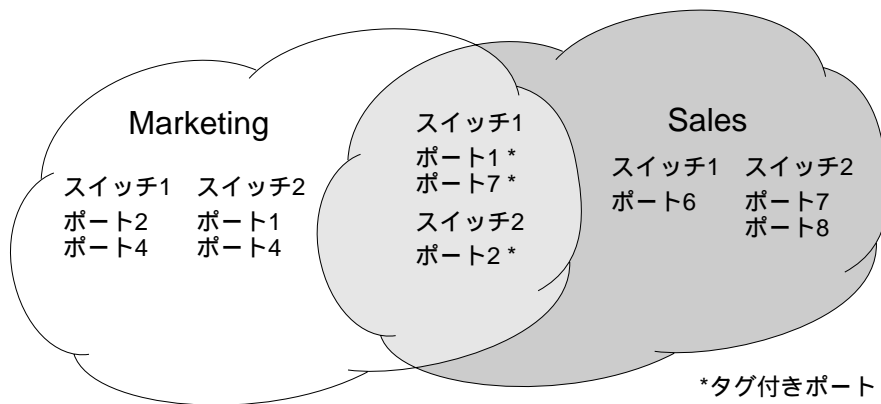 Marketing
スイッチ1 スイッチ2
ポート2 ポート1
ポート4 ポート4
スイッチ1
ポート1 *
ポート7 *
スイッチ2
ポート2 *
Sales
スイッチ1 スイッチ2
ポート6 ポート7
ポート8
*タグ付きポート